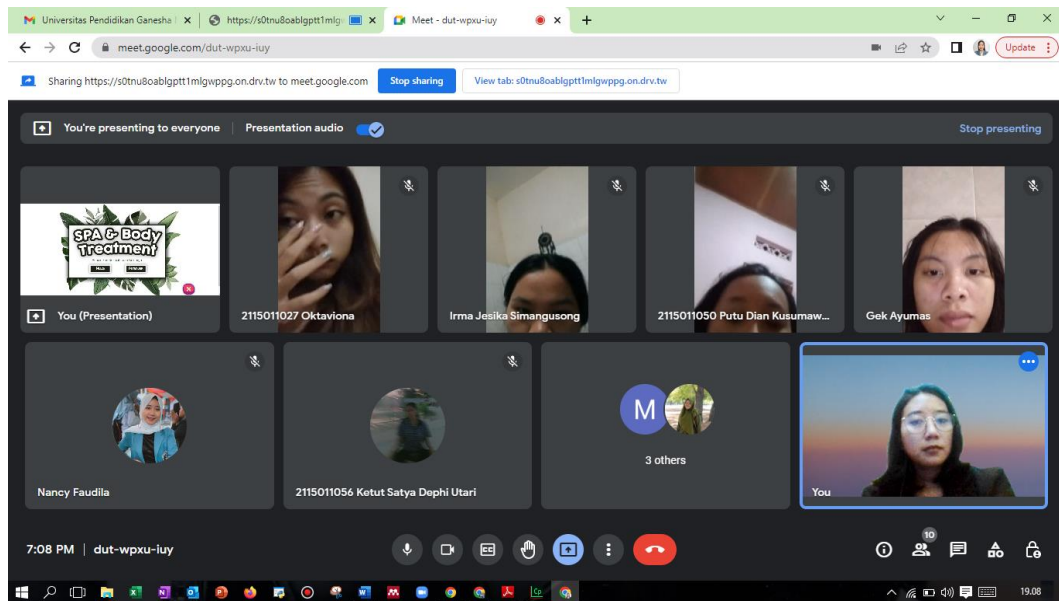 Universitas Pendidikan Ganesha
https://s0tnu8oablgptt1mlg
Meet - dut-wpxu-iuy
meet.google.com/dut-wpxu-iuy
Update
Sharing https://s0tnu8oablgptt1mlgwppg.on.drv.tw to meet.google.com
Stop sharing
View tab: s0tnu8oablgptt1mlgwppg.on.drv.tw
You're presenting to everyone
Presentation audio
Stop presenting
SPA & Body
Treatment
You (Presentation)
2115011027 Oktaviona
Irma Jesika Simangusong
2115011050 Putu Dian Kusumaw...
Gek Ayumas
Nancy Faudila
2115011056 Ketut Satya Dephi Utari
M
3 others
You
7:08 PM | dut-wpxu-iuy
CC
10
19.08